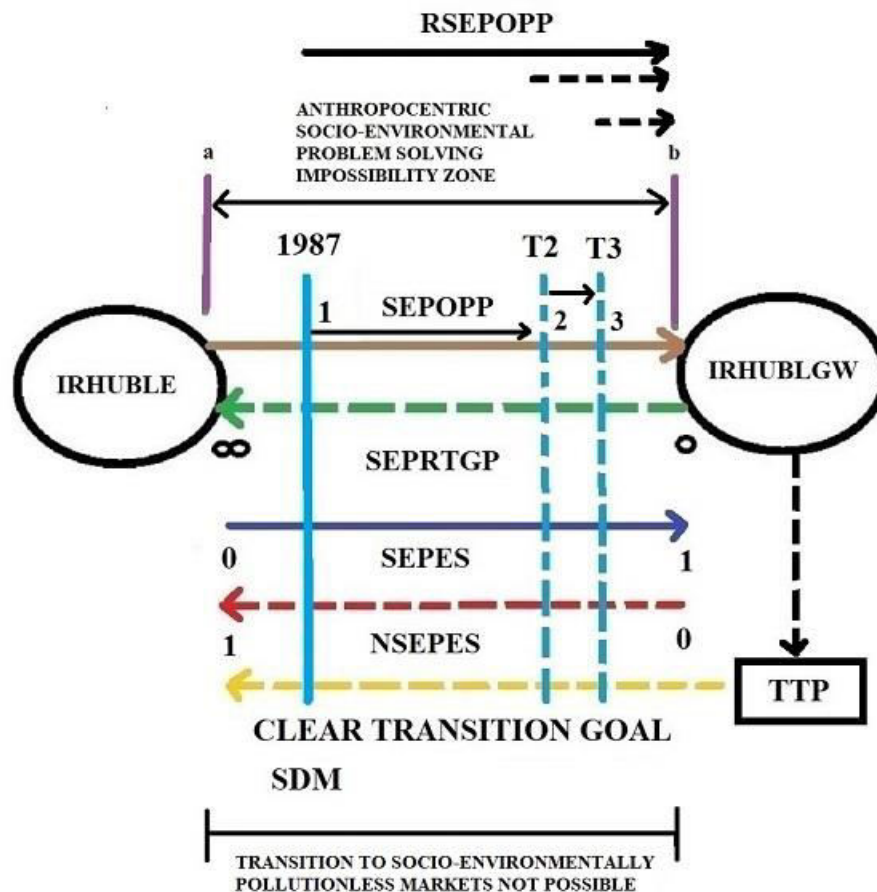 RSEPOPP
ANTHROPOCENTRIC
SOCIO-ENVIRONMENTAL
PROBLEM SOLVING
IMPOSSIBILITY ZONE
a
b
1987
T2
T3
1
SEPOPP
2
3
IRHUBLE
IRHUBLGW
∞
0
SEPRTGP
0
SEPES
1
1
NSEPES
0
TTP
CLEAR TRANSITION GOAL
SDM
TRANSITION TO SOCIO-ENVIRONMENTALLY
POLLUTIONLESS MARKETS NOT POSSIBLE